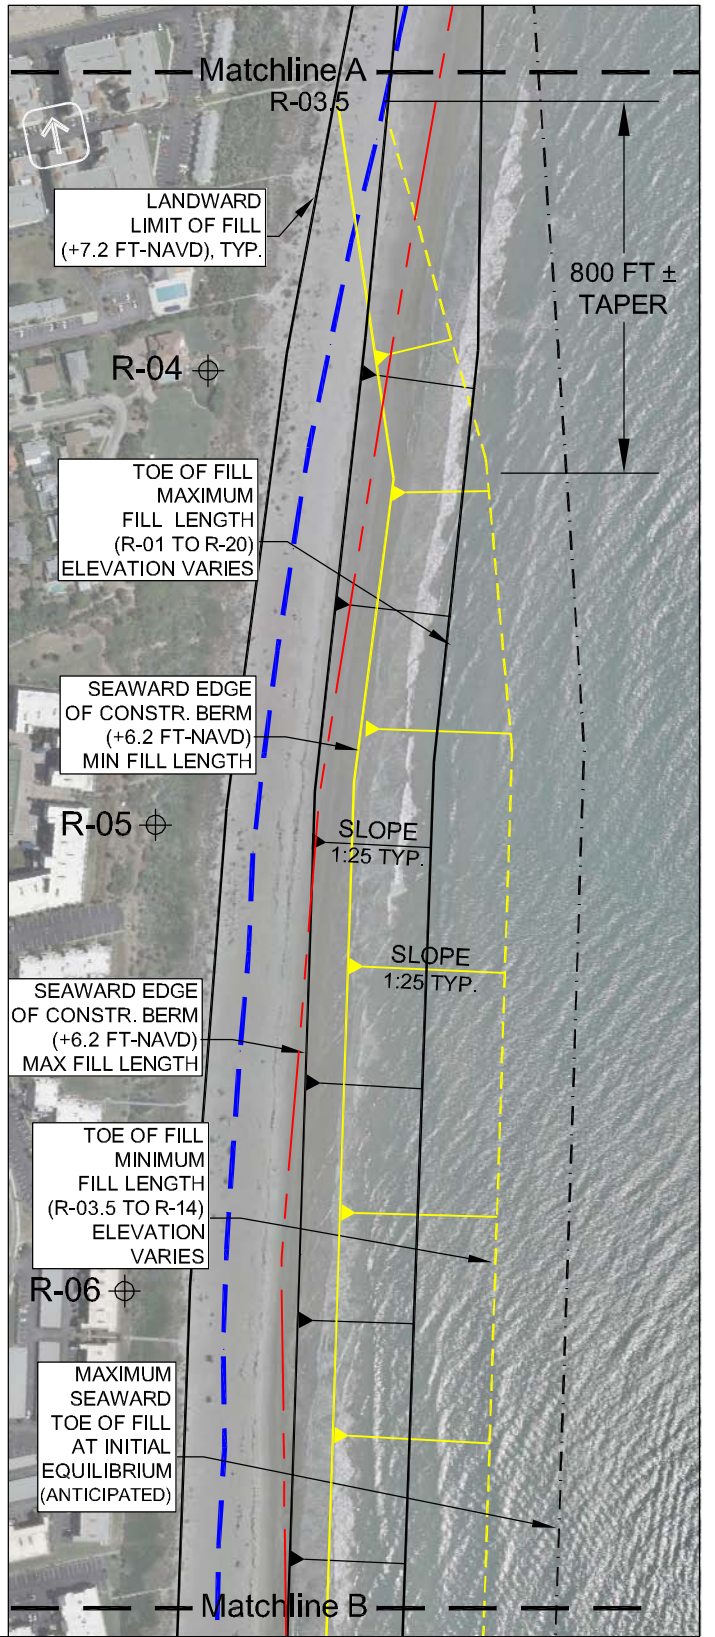 Matchline A
R-03.5
LANDWARD
LIMIT OF FILL
(+7.2 FT-NAVD), TYP.
800 FT ±
TAPER
R-04
TOE OF FILL
MAXIMUM
FILL LENGTH
(R-01 TO R-20)
ELEVATION VARIES
SEAWARD EDGE
OF CONSTR. BERM
(+6.2 FT-NAVD)
MIN FILL LENGTH
R-05
SLOPE
1:25 TYP.
SLOPE
1:25 TYP.
SEAWARD EDGE
OF CONSTR. BERM
(+6.2 FT-NAVD)
MAX FILL LENGTH
TOE OF FILL
MINIMUM
FILL LENGTH
(R-03.5 TO R-14)
ELEVATION
VARIES
R-06
MAXIMUM
SEAWARD
TOE OF FILL
AT INITIAL
EQUILIBRIUM
(ANTICIPATED)
Matchline B